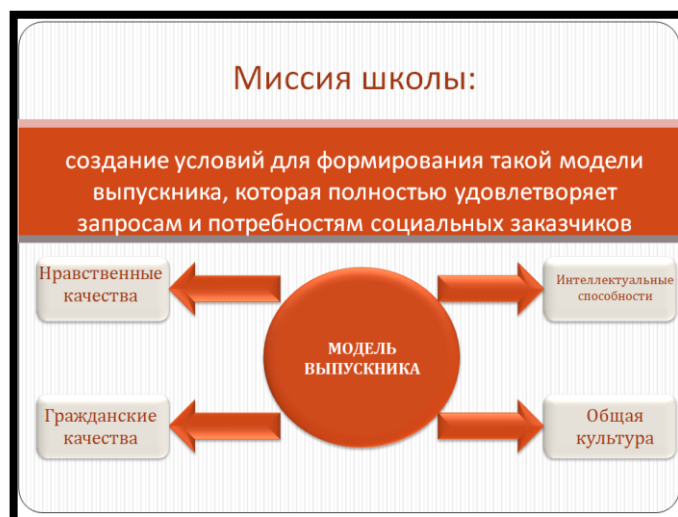 Миссия школы:
создание условий для формирования такой модели
выпускника, которая полностью удовлетворяет
запросам и потребностям социальных заказчиков
Нравственные
качества
Интеллектуальные
способности
МОДЕЛЬ
ВЫПУСКНИКА
Гражданские
качества
Общая
культура